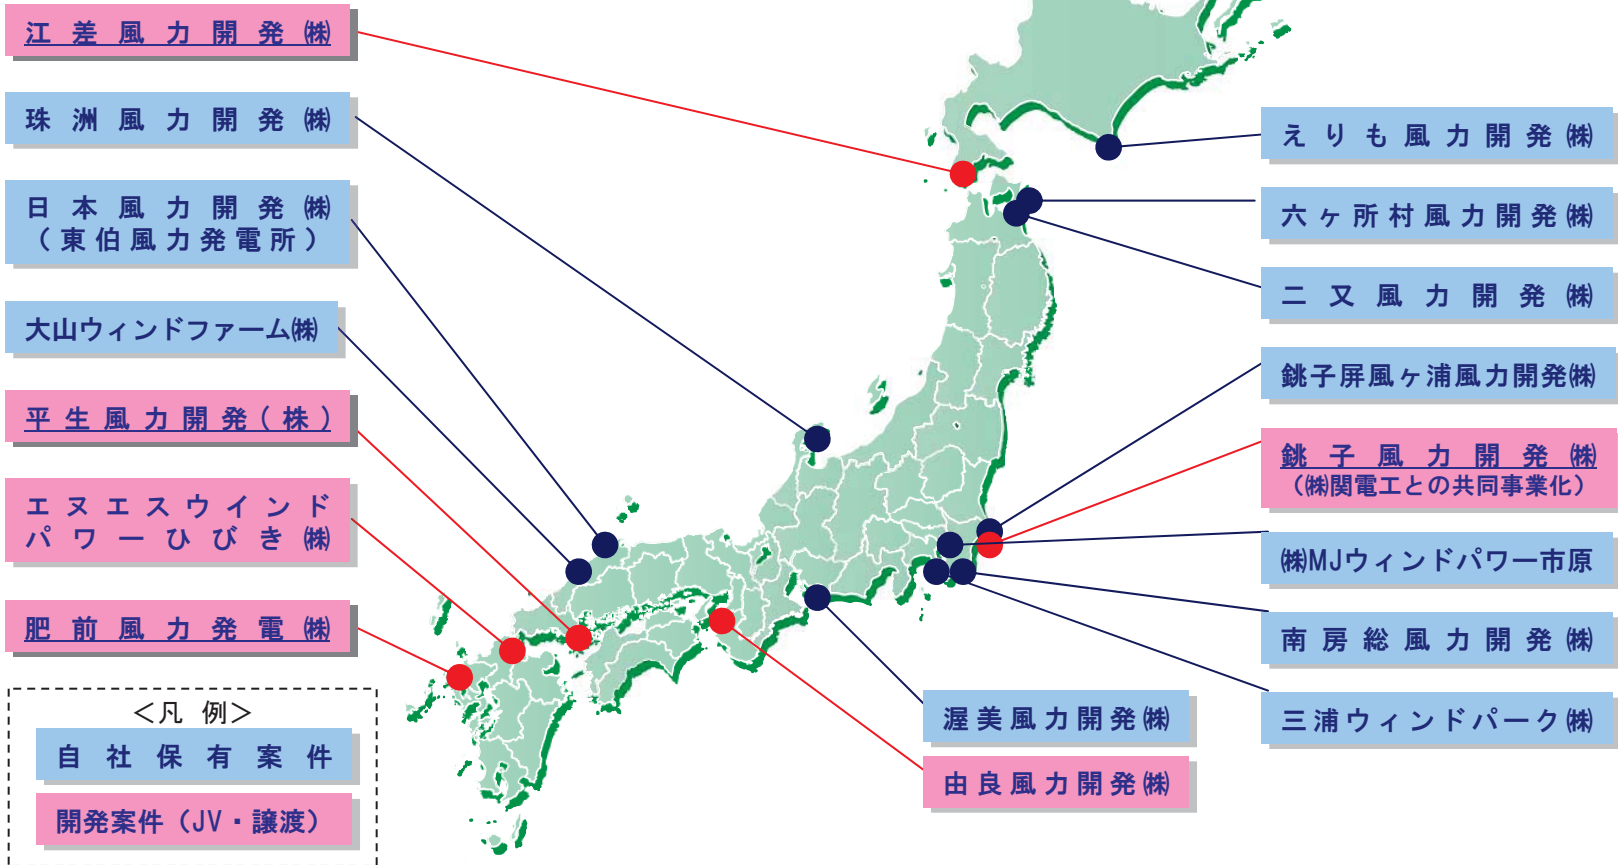 江差風力開発㈱
珠洲風力開発㈱
日本風力開発㈱
（東伯風力発電所）
大山ウィンドファーム㈱
平生風力開発(株)
エヌエスウインド
パワーひびき㈱
肥前風力発電㈱
＜凡 例＞
自社保有案件
開発案件（JV・譲渡）
えりも風力開発㈱
六ヶ所村風力開発㈱
二又風力開発㈱
銚子屏風ヶ浦風力開発㈱
銚子風力開発㈱
（㈱関電工との共同事業化）
㈱MJウィンドパワー市原
南房総風力開発㈱
三浦ウィンドパーク㈱
渥美風力開発㈱
由良風力開発㈱